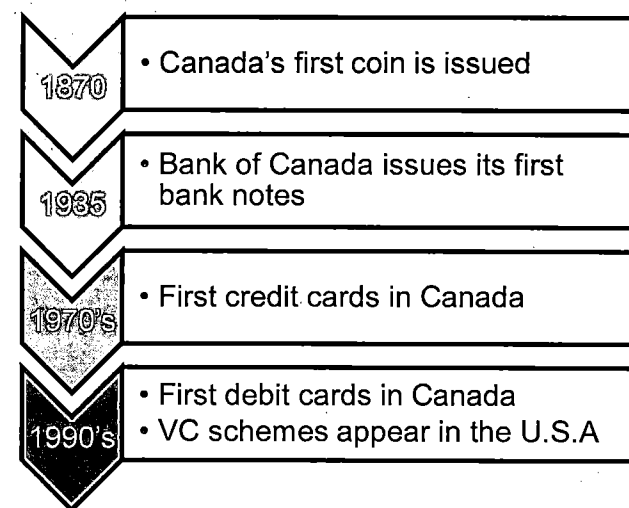 1870
• Canada's first coin is issued
1935
• Bank of Canada issues its first
bank notes
1970's
• First credit cards in Canada
1990's
• First debit cards in Canada
• VC schemes appear in the U.S.A